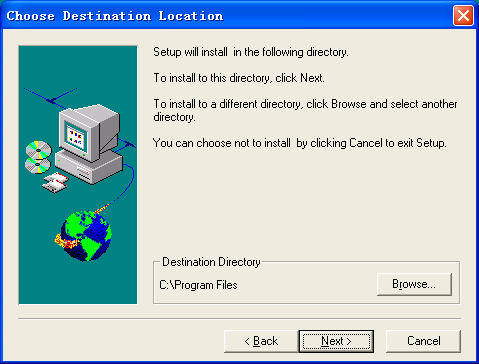 Choose Destination Location
Setup will install  in the following directory.
To install to this directory, click Next.
To install to a different directory, click Browse and select another
directory.
You can choose not to install  by clicking Cancel to exit Setup.
Destination Directory
C:\Program Files
Browse...
< Back
Next >
Cancel